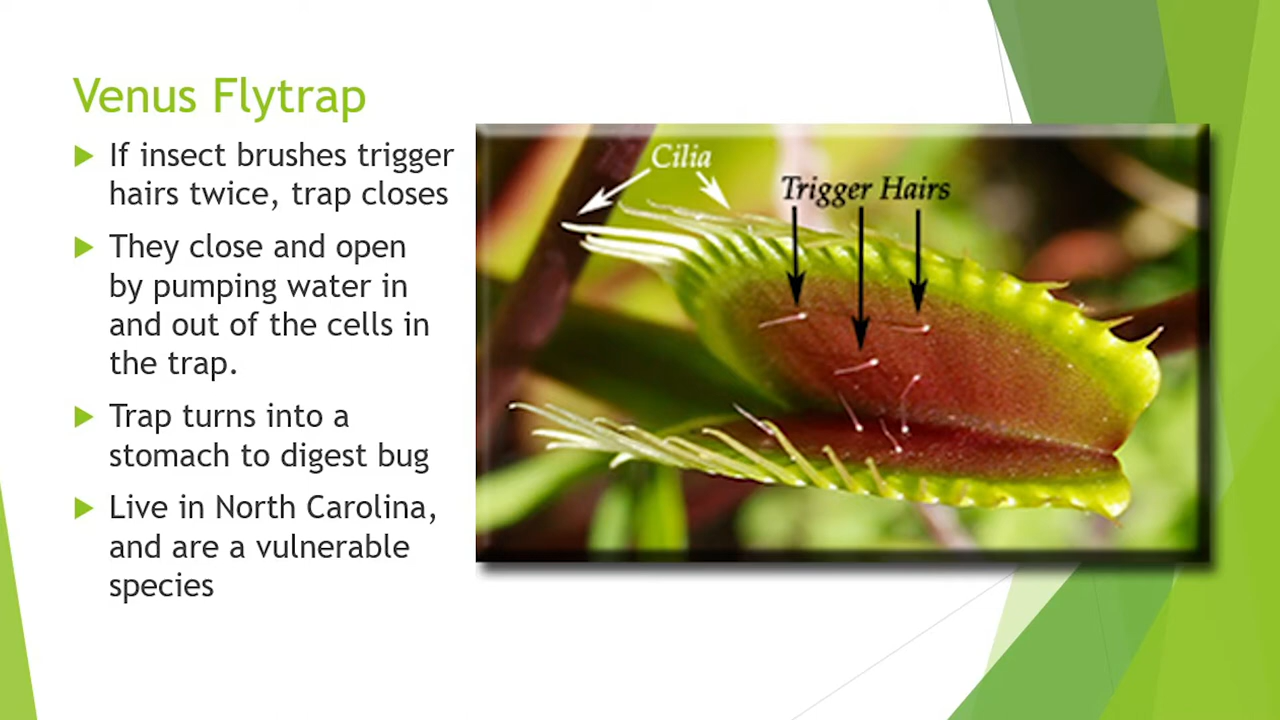 Venus Flytrap
If insect brushes trigger
hairs twice, trap closes
They close and open
by pumping water in
and out of the cells in
the trap.
Trap turns into a
stomach to digest bug
Live in North Carolina,
and are a vulnerable
species
Cilia
Trigger Hairs